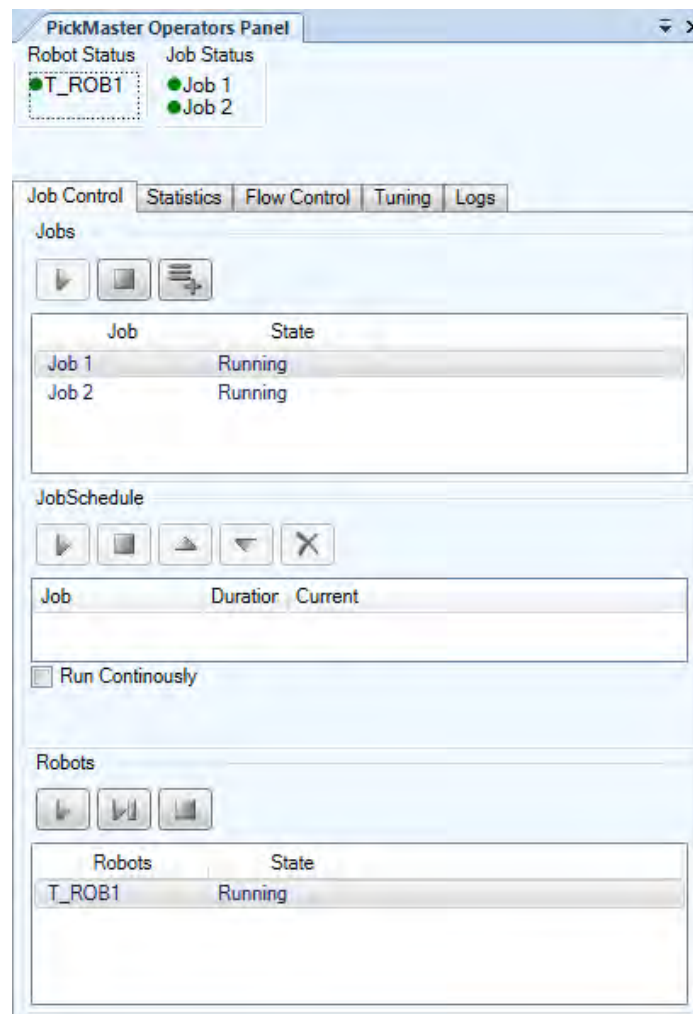 PickMaster Operators Panel
Robot Status Job Status
T_ROB1 Job 1
Job 2
Job Control Statistics Flow Control Tuning Logs
Jobs
Job State
Job 1 Running
Job 2 Running
JobSchedule
Job Duration Current
Run Continously
Robots
Robots State
T_ROB1 Running